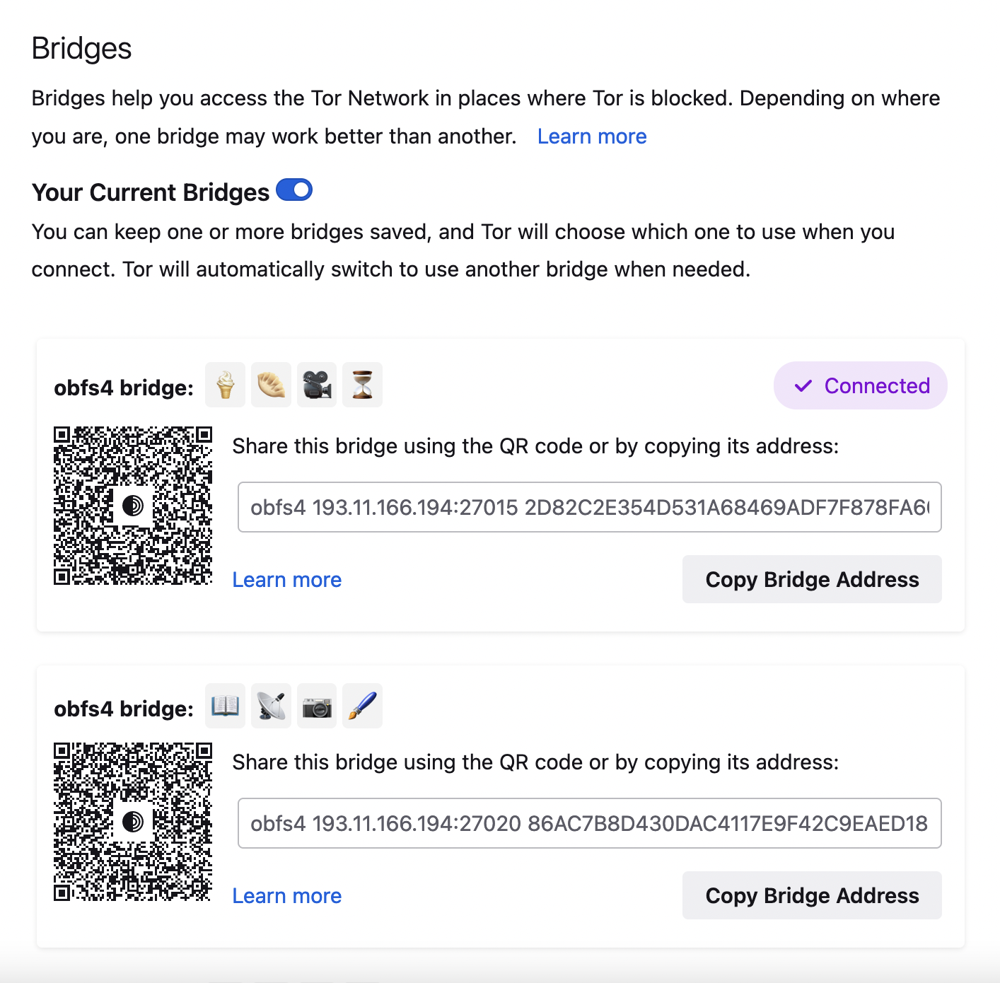 Bridges
Bridges help you access the Tor Network in places where Tor is blocked. Depending on where
you are, one bridge may work better than another. Learn more
Your Current Bridges
You can keep one or more bridges saved, and Tor will choose which one to use when you
connect. Tor will automatically switch to use another bridge when needed.
obfs4 bridge:
Connected
Share this bridge using the QR code or by copying its address:
obfs4 193.11.166.194:27015 2D82C2E354D531A68469ADF7F878FA6
Learn more
Copy Bridge Address
obfs4 bridge:
Share this bridge using the QR code or by copying its address:
obfs4 193.11.166.194:27020 86AC7B8D430DAC4117E9F42C9EAED18
Learn more
Copy Bridge Address